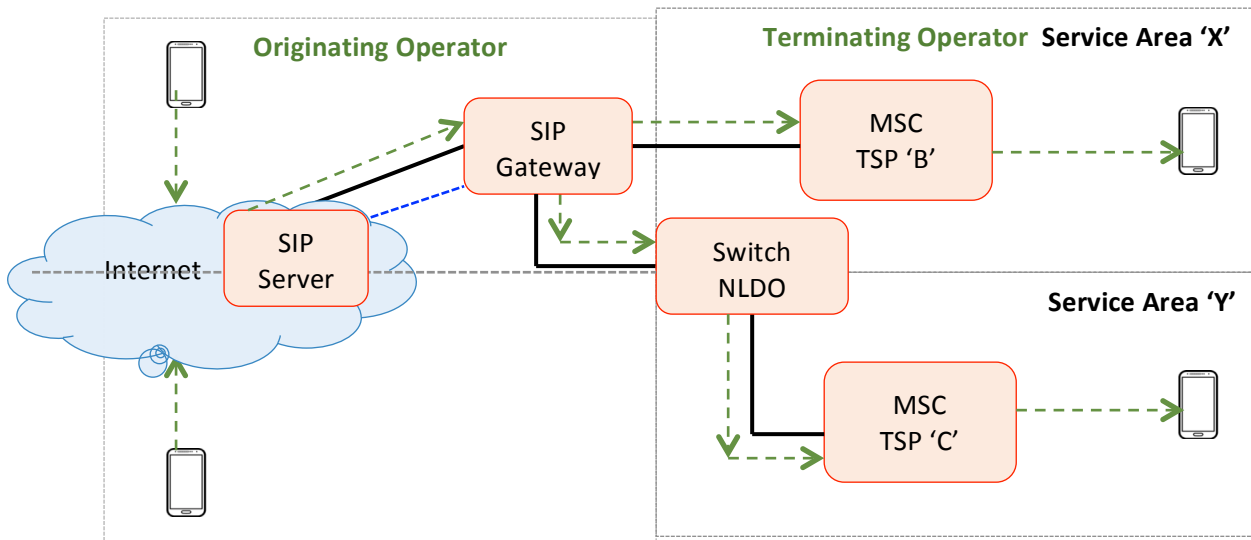 Originating Operator
Terminating Operator Service Area ‘X’
SIP
Gateway
MSC
TSP ‘B’
Internet
SIP
Server
Switch
NLDO
Service Area ‘Y’
MSC
TSP ‘C’